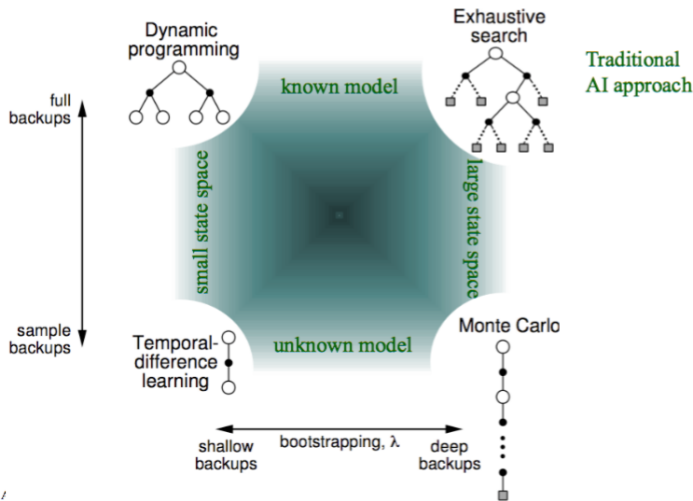 Dynamic
programming
Exhaustive
search
Traditional
AI approach
known model
full
backups
small state space
large state space
sample
backups
Temporal-
difference
learning
unknown model
Monte Carlo
shallow
backups
bootstrapping, λ
deep
backups